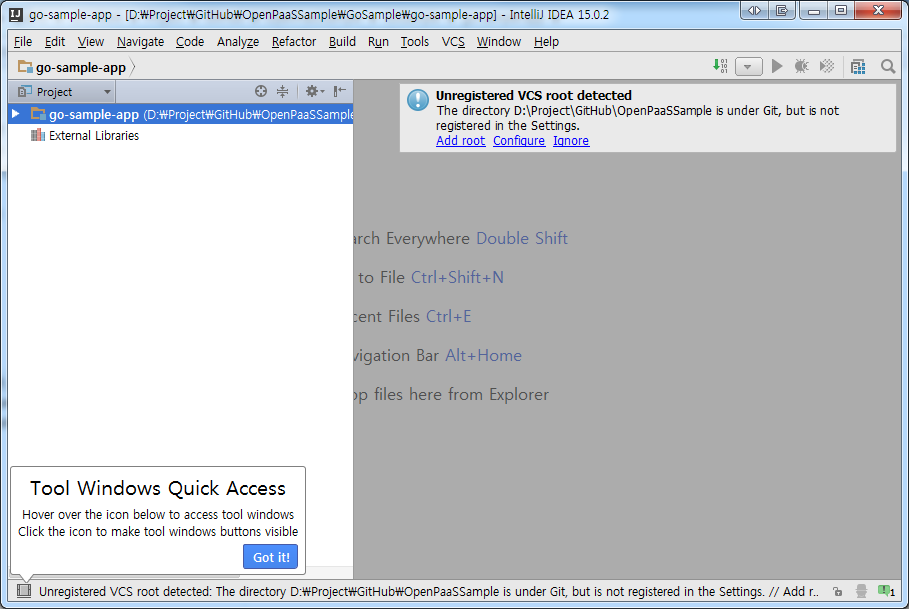 go-sample-app - [D:₩Project₩GitHub₩OpenPaaSSample₩GoSample₩go-sample-app] - IntelliJ IDEA 15.0.2
File Edit View Navigate Code Analyze Refactor Build Run Tools VCS Window Help
go-sample-app
Project
go-sample-app (D:₩Project₩GitHub₩OpenPaaSSample
External Libraries
Unregistered VCS root detected
The directory D:\Project\GitHub\OpenPaaSSample is under Git, but is not
registered in the Settings.
Add root Configure Ignore
arch Everywhere Double Shift
to File Ctrl+Shift+N
cent Files Ctrl+E
vigation Bar Alt+Home
op files here from Explorer
Tool Windows Quick Access
Hover over the icon below to access tool windows
Click the icon to make tool windows buttons visible
Got it!
Unregistered VCS root detected: The directory D:₩Project₩GitHub₩OpenPaaSSample is under Git, but is not registered in the Settings. // Add r.. 1